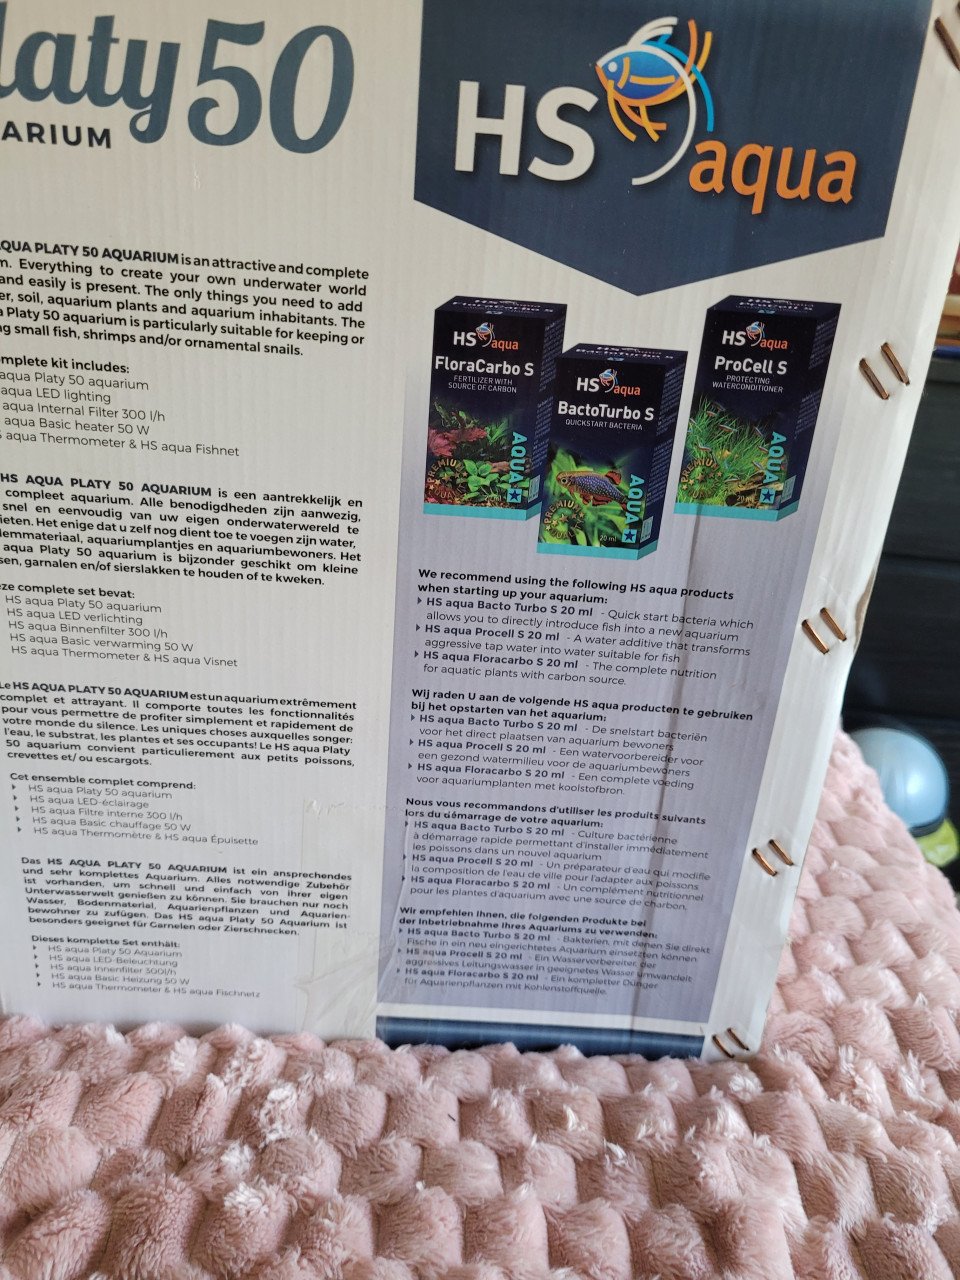 laty 50
ARIUM
HS aqua
QUA PLATY 50 AQUARIUM is an attractive and complete
m. Everything to create your own underwater world
and easily is present. The only things you need to add
er, soil, aquarium plants and aquarium inhabitants. The
a Platy 50 aquarium is particularly suitable for keeping or
ng small fish, shrimps and/or ornamental snails.
omplete kit includes:
aqua Platy 50 aquarium
aqua LED lighting
aqua Internal Filter 300 l/h
aqua Basic heater 50 W
S aqua Thermometer & HS aqua Fishnet
HS AQUA PLATY 50 AQUARIUM is een aantrekkelijk en
compleet aquarium. Alle benodigdheden zijn aanwezig,
snel en eenvoudig van uw eigen onderwaterwereld te
ieten. Het enige dat u zelf nog dient toe te voegen zijn water,
lemmateriaal, aquariumplantjes en aquariumbewoners. Het
aqua Platy 50 aquarium is bijzonder geschikt om kleine
sen, garnalen en/of sierslakken te houden of te kweken.
eze complete set bevat:
HS aqua Platy 50 aquarium
HS aqua LED verlichting
HS aqua Binnenfilter 300 l/h
HS aqua Basic verwarming 50 W
HS aqua Thermometer & HS aqua Visnet
Le HS AQUA PLATY 50 AQUARIUM est un aquarium extrêmement
complet et attrayant. Il comporte toutes les fonctionnalités
pour vous permettre de profiter simplement et rapidement de
votre monde du silence. Les uniques choses auxquelles songer:
l'eau, le substrat, les plantes et ses occupants! Le HS aqua Platy
50 aquarium convient particulierement aux petits poissons,
crevettes et/ ou escargots.
Cet ensemble complet comprend:
HS aqua Platy 50 aquarium
HS aqua LED-éclairage
HS aqua Filtre interne 300 l/h
HS aqua Basic chauffage 50 W
HS aqua Thermomètre & HS aqua Épuisette
Das HS AQUA PLATY 50 AQUARIUM ist ein ansprechendes
und sehr komplettes Aquarium. Alles notwendige Zubehör
ist vorhanden, um schnell und einfach von ihrer eigen
Unterwasserwelt genießen zu können. Sie brauchen nur noch
Wasser, Bodenmaterial, Aquarienpflanzen und Aquarien-
bewohner zu zufügen. Das HS aqua Platy 50 Aquarium ist
besonders geeignet für Garnelen oder Zierschnecken.
Dieses komplette Set enthält:
HS aqua Platy 50 Aquarium
HS aqua LED-Beleuchtung
HS aqua Innenfilter 300l/h
HS aqua Basic Heizung 50 W
HS aqua Thermometer & HS aqua Fischnetz
HS aqua
FloraCarbo S
FERTILIZER WITH
SOURCE OF CARBON
AQUA
HS aqua
BactoTurbo S
QUICKSTART BACTERIA
AQUA
20 ml
HS aqua
ProCell S
PROTECTING
WATERCONDITIONER
AQUA
20 ml
We recommend using the following HS aqua products
when starting up your aquarium:
HS aqua Bacto Turbo S 20 ml - Quick start bacteria which
allows you to directly introduce fish into a new aquarium
HS aqua Procell S 20 ml - A water additive that transforms
aggressive tap water into water suitable for fish
HS aqua Floracarbo S 20 ml - The complete nutrition
for aquatic plants with carbon source.
Wij raden U aan de volgende HS aqua producten te gebruiken
bij het opstarten van het aquarium:
HS aqua Bacto Turbo S 20 ml - De snelstart bacteriën
voor het direct plaatsen van aquarium bewoners
HS aqua Procell S 20 ml - Een watervoorbereider voor
een gezond watermilieu voor de aquariumbewoners
HS aqua Floracarbo S 20 ml - Een complete voeding
voor aquariumplanten met koolstofbron.
Nous vous recommandons d'utiliser les produits suivants
lors du démarrage de votre aquarium:
HS aqua Bacto Turbo S 20 ml - Culture bactérienne
à démarrage rapide permettant d'installer immédiatement
les poissons dans un nouvel aquarium
HS aqua Procell S 20 ml - Un préparateur d'eau qui modifie
la composition de l'eau de ville pour l'adapter aux poissons
HS aqua Floracarbo S 20 ml - Un complément nutritionnel
pour les plantes d'aquarium avec une source de charbon.
Wir empfehlen Ihnen, die folgenden Produkte bei
der Inbetriebnahme Ihres Aquariums zu verwenden:
HS aqua Bacto Turbo S 20 ml - Bakterien, mit denen Sie direkt
Fische in ein neu eingerichtetes Aquarium einsetzten können
HS aqua Procell S 20 ml - Ein Wasservorbereiter, der
aggressives Leitungswasser in geeignetes Wasser umwandelt
HS aqua Floracarbo S 20 ml - Ein kompletter Dünger
für Aquarienpflanzen mit Kohlenstoffquelle.